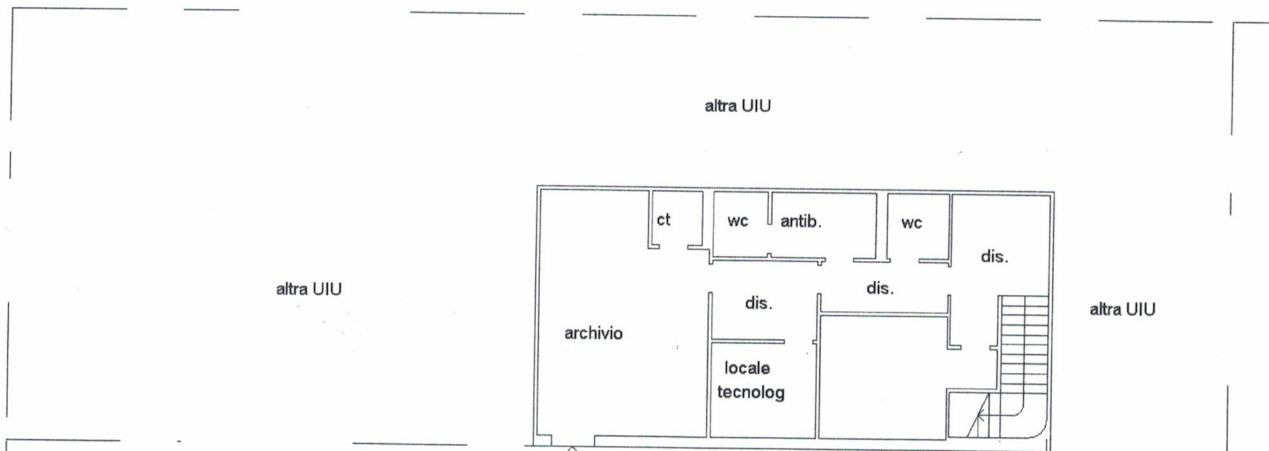 altra UIU
ct
wc
antib.
wc
dis.
altra UIU
dis.
dis.
altra UIU
archivio
locale
tecnolog